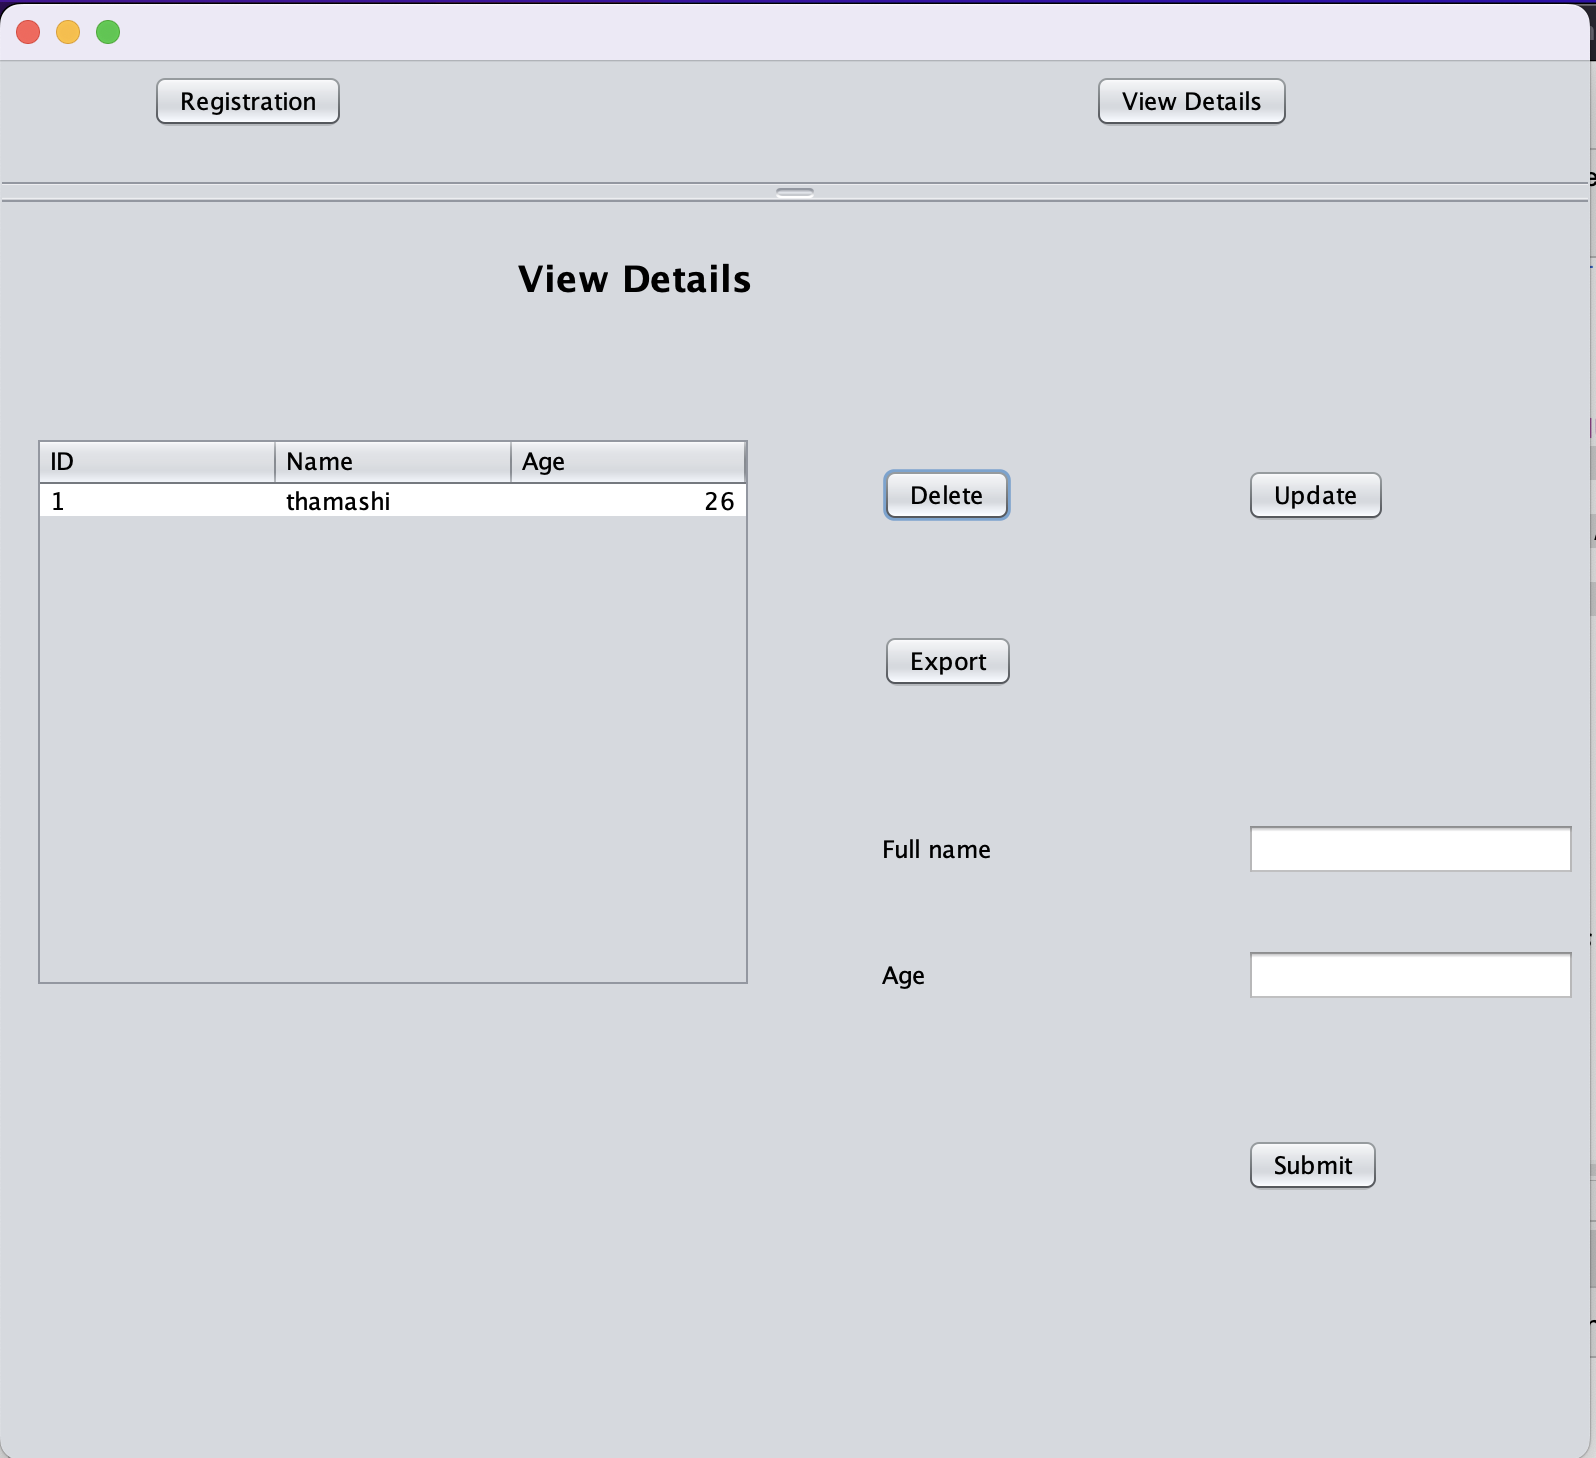 Registration
View Details
View Details
ID Name Age
1 thamashi 26
Delete
Update
Export
Full name
Age
Submit